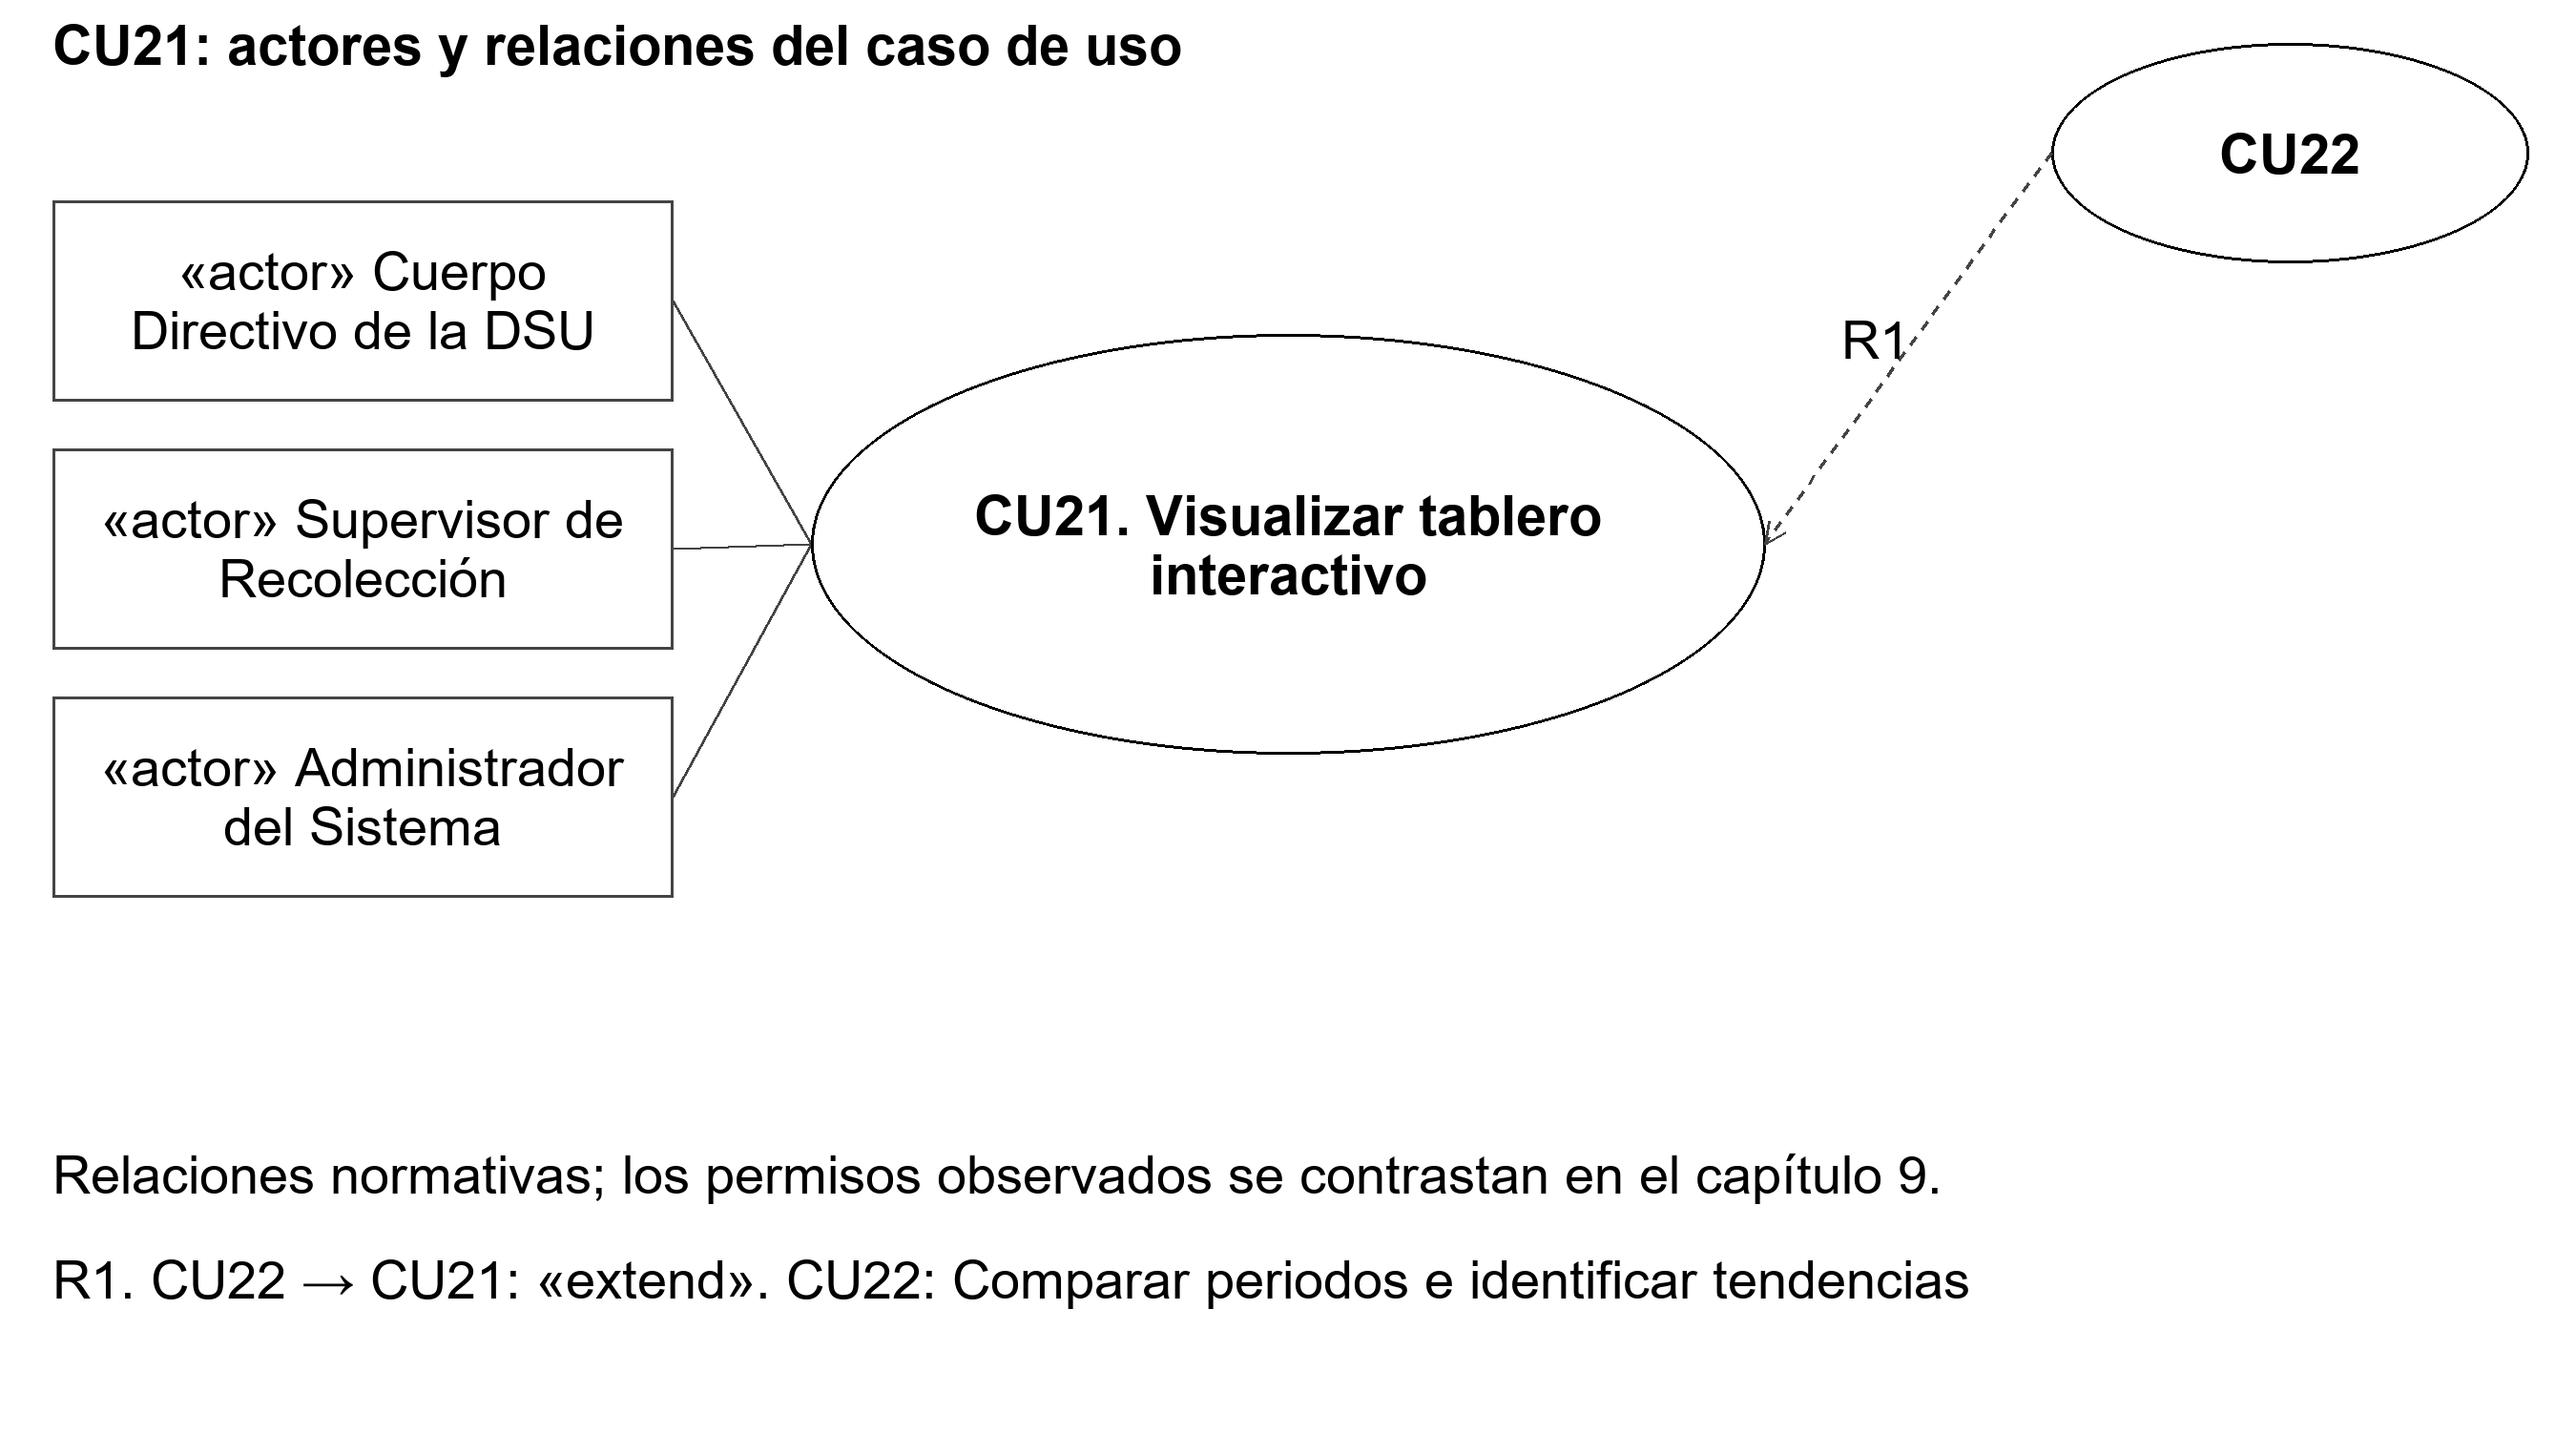 CU21: actores y relaciones del caso de uso
CU22
«actor» Cuerpo
Directivo de la DSU
R1
«actor» Supervisor de
Recolección
CU21. Visualizar tablero
interactivo
«actor» Administrador
del Sistema
Relaciones normativas; los permisos observados se contrastan en el capítulo 9.
R1. CU22 → CU21: «extend». CU22: Comparar periodos e identificar tendencias